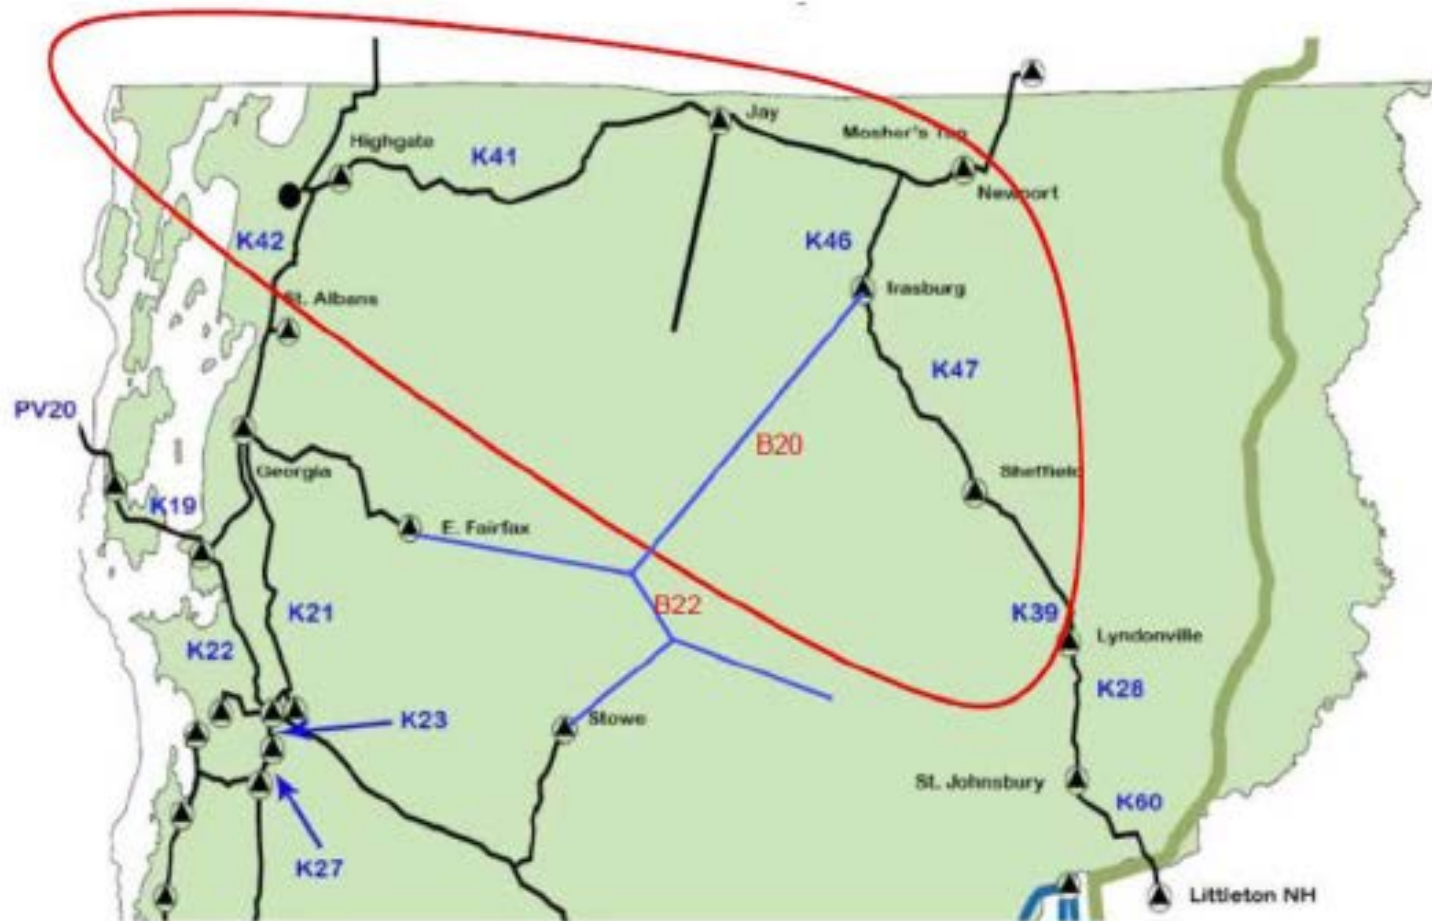 Jay
Highgate
Mosher's Tap
K41
Newport
K42
K46
Irasburg
St. Albans
K47
PV20
B20
Georgia
Sheffield
K19
E. Fairfax
K21
B22
K39
Lyndonville
K22
K28
K23
Stowe
St. Johnsbury
K60
K27
Littleton NH